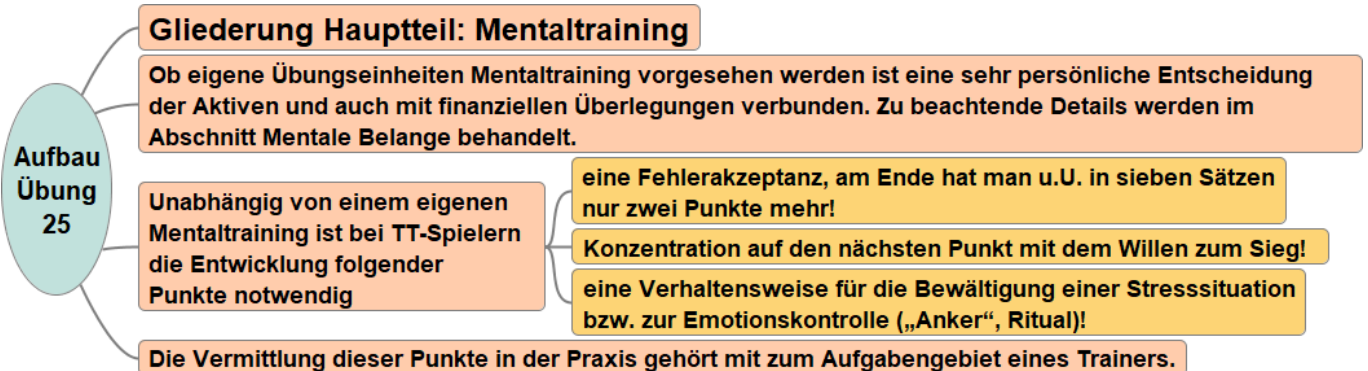 Aufbau
Übung
25
Gliederung Hauptteil: Mentaltraining
Ob eigene Übungseinheiten Mentaltraining vorgesehen werden ist eine sehr persönliche Entscheidung
der Aktiven und auch mit finanziellen Überlegungen verbunden. Zu beachtende Details werden im
Abschnitt Mentale Belange behandelt.
Unabhängig von einem eigenen
Mentaltraining ist bei TT-Spielern
die Entwicklung folgender
Punkte notwendig
eine Fehlerakzeptanz, am Ende hat man u.U. in sieben Sätzen
nur zwei Punkte mehr!
Konzentration auf den nächsten Punkt mit dem Willen zum Sieg!
eine Verhaltensweise für die Bewältigung einer Stresssituation
bzw. zur Emotionskontrolle („Anker“, Ritual)!
Die Vermittlung dieser Punkte in der Praxis gehört mit zum Aufgabengebiet eines Trainers.